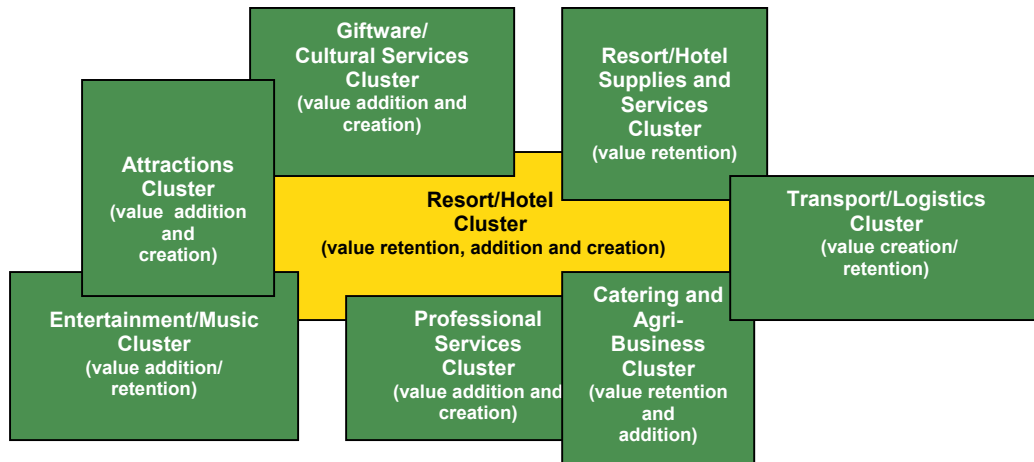 Giftware/
Cultural Services
Cluster
(value addition and
creation)
Resort/Hotel
Supplies and
Services
Cluster
(value retention)
Attractions
Cluster
(value addition
and
creation)
Resort/Hotel
Cluster
(value retention, addition and creation)
Transport/Logistics
Cluster
(value creation/
retention)
Entertainment/Music
Cluster
(value addition/
retention)
Professional
Services
Cluster
(value addition and
creation)
Catering and
Agri-
Business
Cluster
(value retention
and
addition)